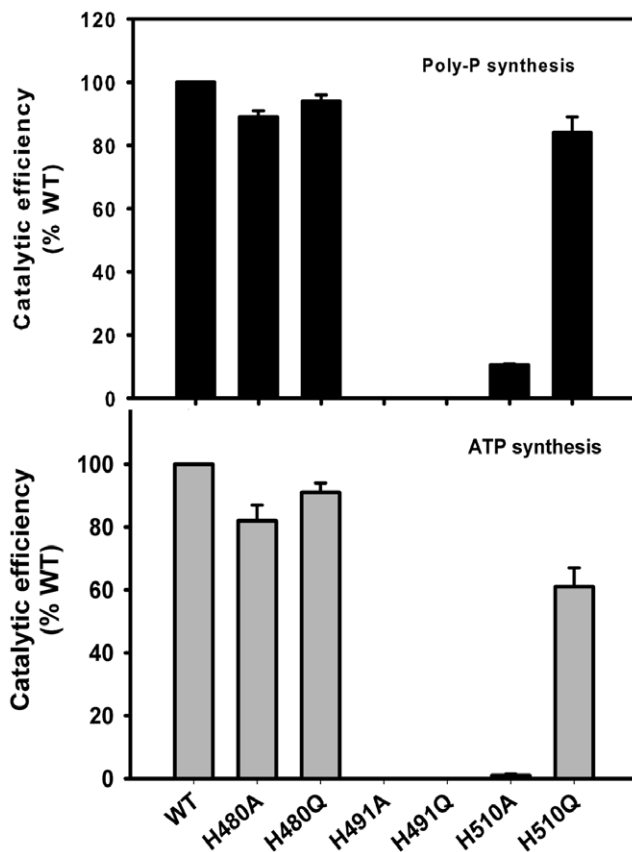 120
100
80
60
40
20
0
Catalytic efficiency
(% WT)
Poly-P synthesis
100
80
60
40
20
0
Catalytic efficiency
(% WT)
ATP synthesis
WT
H480A
H480Q
H491A
H491Q
H510A
H510Q